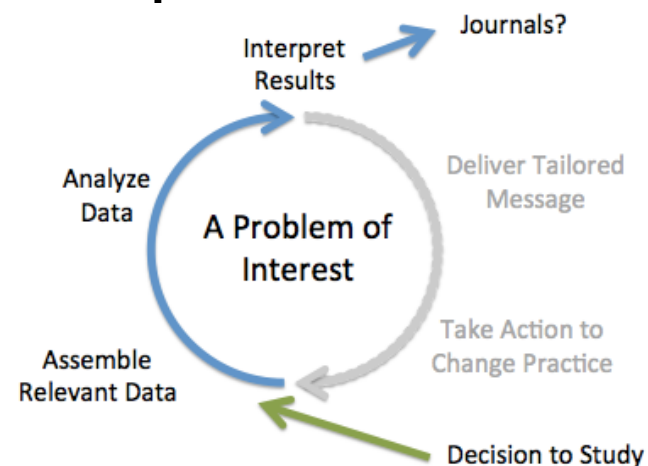 Journals?
Interpret
Results
Analyze
Data
Deliver Tailored
Message
A Problem of
Interest
Take Action to
Change Practice
Assemble
Relevant Data
Decision to Study